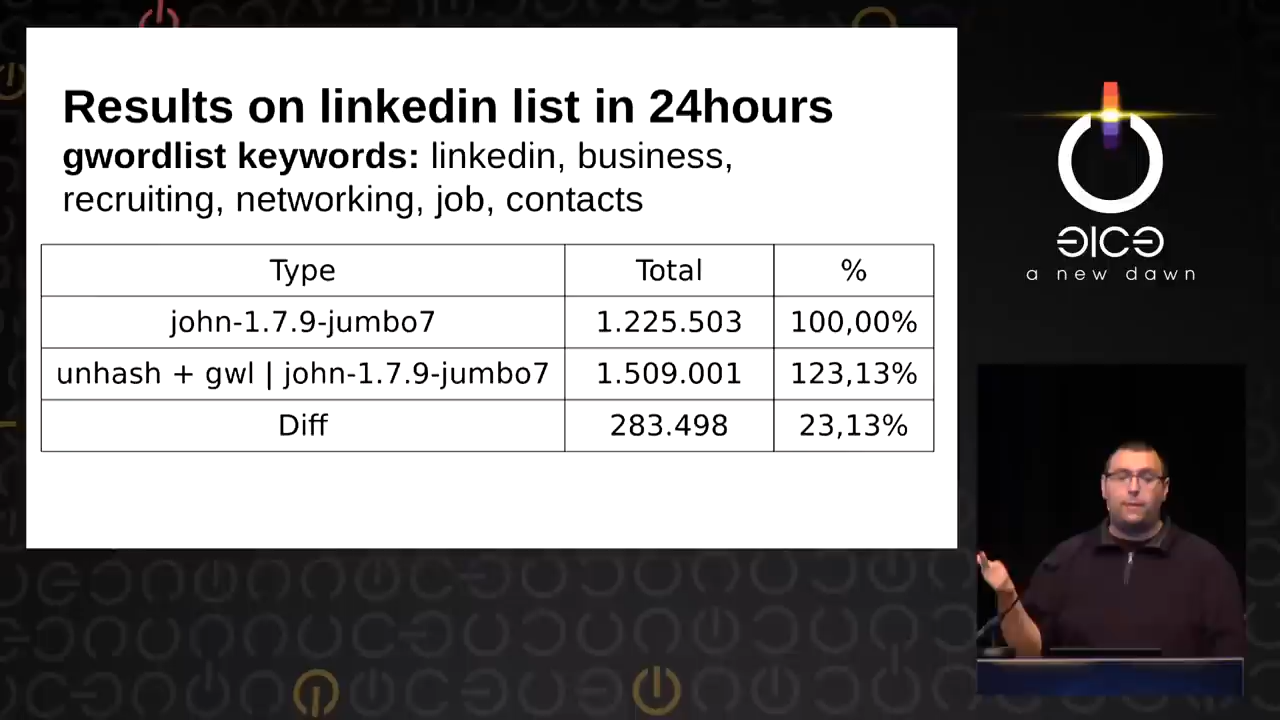 Results on linkedin list in 24hours
gwordlist keywords: linkedin, business,
recruiting, networking, job, contacts
Type Total %
john-1.7.9-jumbo7 1.225.503 100,00%
unhash + gwl | john-1.7.9-jumbo7 1.509.001 123,13%
Diff 283.498 23,13%
a new dawn